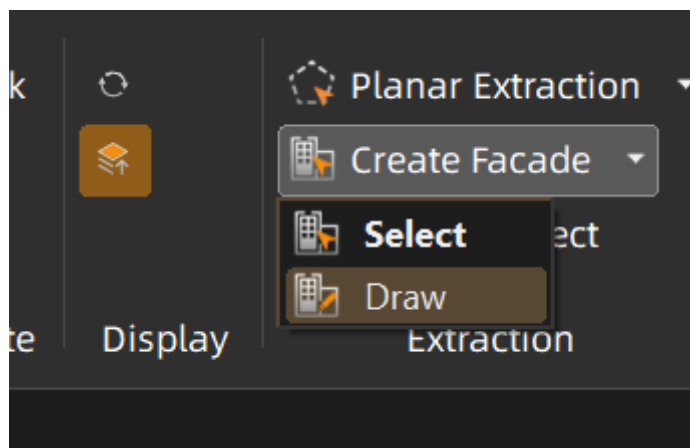 k
Planar Extraction
Create Facade
Select
ect
Draw
te
Display
Extraction